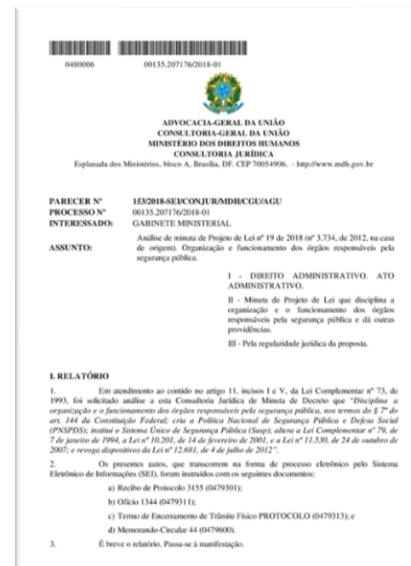 0480006 00135.207176/2018-01
ADVOCACIA-GERAL DA UNIÃO
CONSULTORIA-GERAL DA UNIÃO
MINISTÉRIO DOS DIREITOS HUMANOS
CONSULTORIA JURÍDICA
Esplanada dos Ministérios, bloco A, Brasília, DF. CEP 70054906. - http://www.mdh.gov.br
PARECER Nº 153/2018-SEI/CONJUR/MDH/CGU/AGU
PROCESSO Nº 00135.207176/2018-01
INTERESSADO: GABINETE MINISTERIAL
ASSUNTO: Análise de minuta de Projeto de Lei nº 19 de 2018 (nº 3.734, de 2012, na casa
de origem). Organização e funcionamento dos órgãos responsáveis pela
segurança pública.
I - DIREITO ADMINISTRATIVO. ATO
ADMINISTRATIVO.
II - Minuta de Projeto de Lei que disciplina a
organização e o funcionamento dos órgãos
responsáveis pela segurança pública e dá outras
providências.
III - Pela regularidade jurídica da proposta.
I. RELATÓRIO
1. Em atendimento ao contido no artigo 11, incisos I e V, da Lei Complementar nº 73, de
1993, foi solicitado análise a esta Consultoria Jurídica de Minuta de Decreto que "Disciplina a
organização e o funcionamento dos órgãos responsáveis pela segurança pública, nos termos do § 7º do
art. 144 da Constituição Federal; cria a Política Nacional de Segurança Pública e Defesa Social
(PNSPDS); institui o Sistema Único de Segurança Pública (Susp); altera a Lei Complementar nº 79, de
7 de janeiro de 1994, a Lei nº 10.201, de 14 de fevereiro de 2001, e a Lei nº 11.530, de 24 de outubro de
2007; e revoga dispositivos da Lei nº 12.681, de 4 de julho de 2012".
2. Os presentes autos, que transcorrem na forma de processo eletrônico pelo Sistema
Eletrônico de Informações (SEI), foram instruídos com os seguintes documentos:
a) Recibo de Protocolo 3155 (0479301);
b) Ofício 1344 (0479311);
c) Termo de Encerramento de Trâmite Físico PROTOCOLO (0479313); e
d) Memorando-Circular 44 (0479600).
3. É breve o relatório. Passa-se à manifestação.